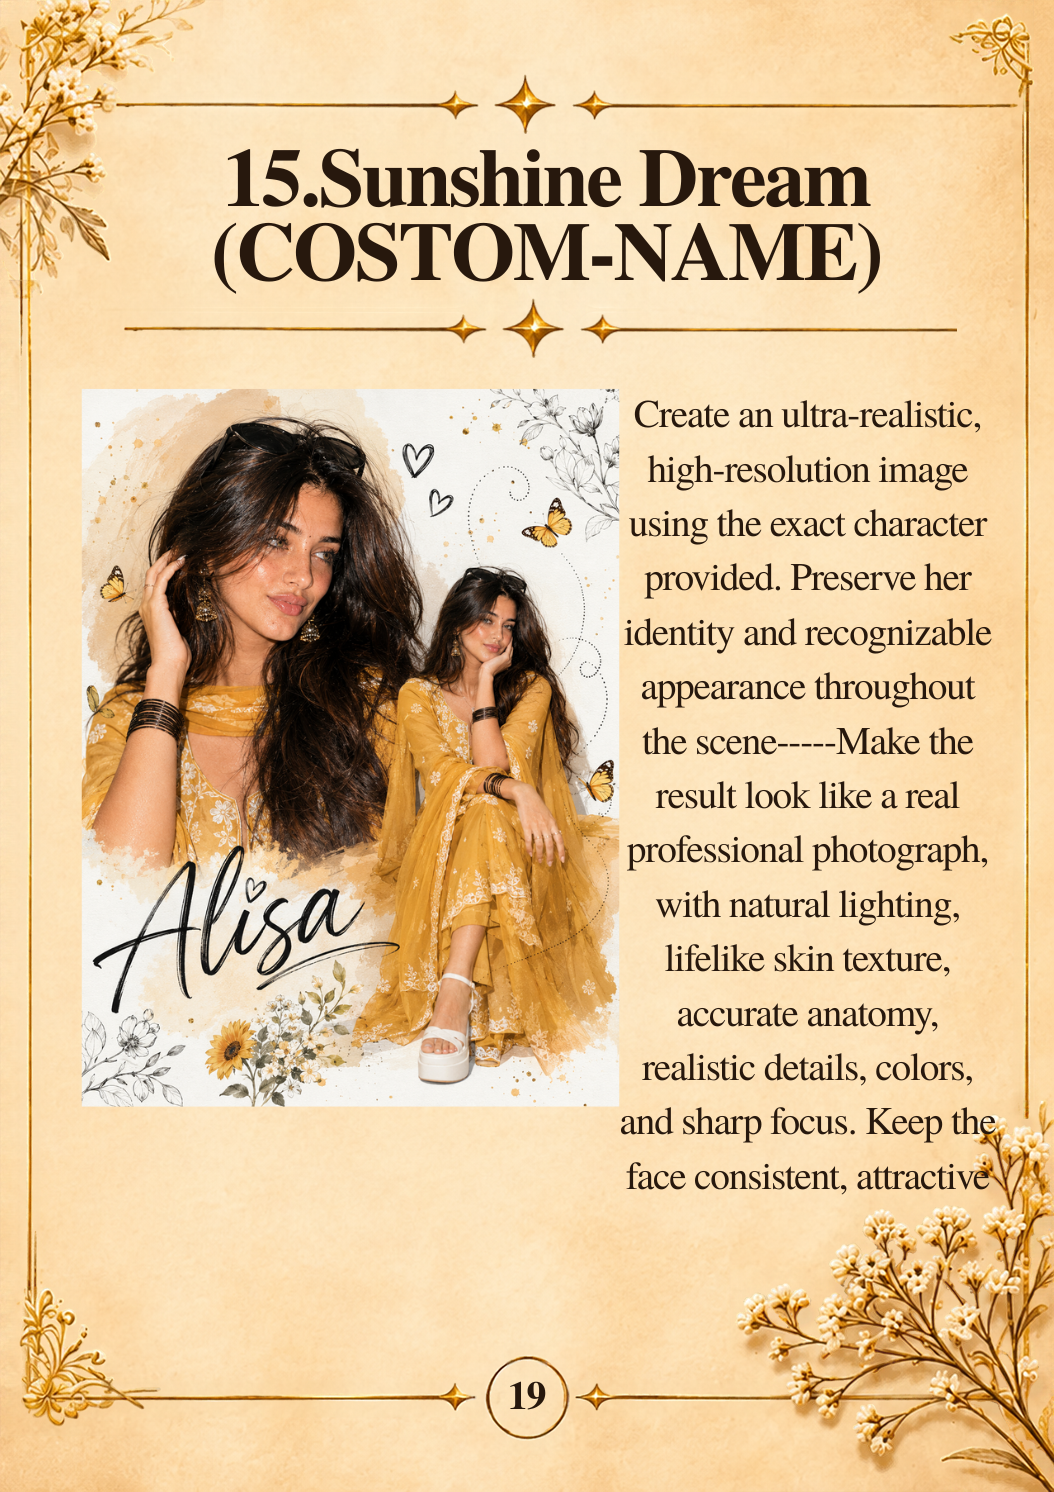 15.Sunshine Dream
(COSTOM-NAME)
Create an ultra-realistic,
high-resolution image
using the exact character
provided. Preserve her
identity and recognizable
appearance throughout
the scene-----Make the
result look like a real
professional photograph,
with natural lighting,
lifelike skin texture,
accurate anatomy,
realistic details, colors,
and sharp focus. Keep the
face consistent, attractive
Alisa
19